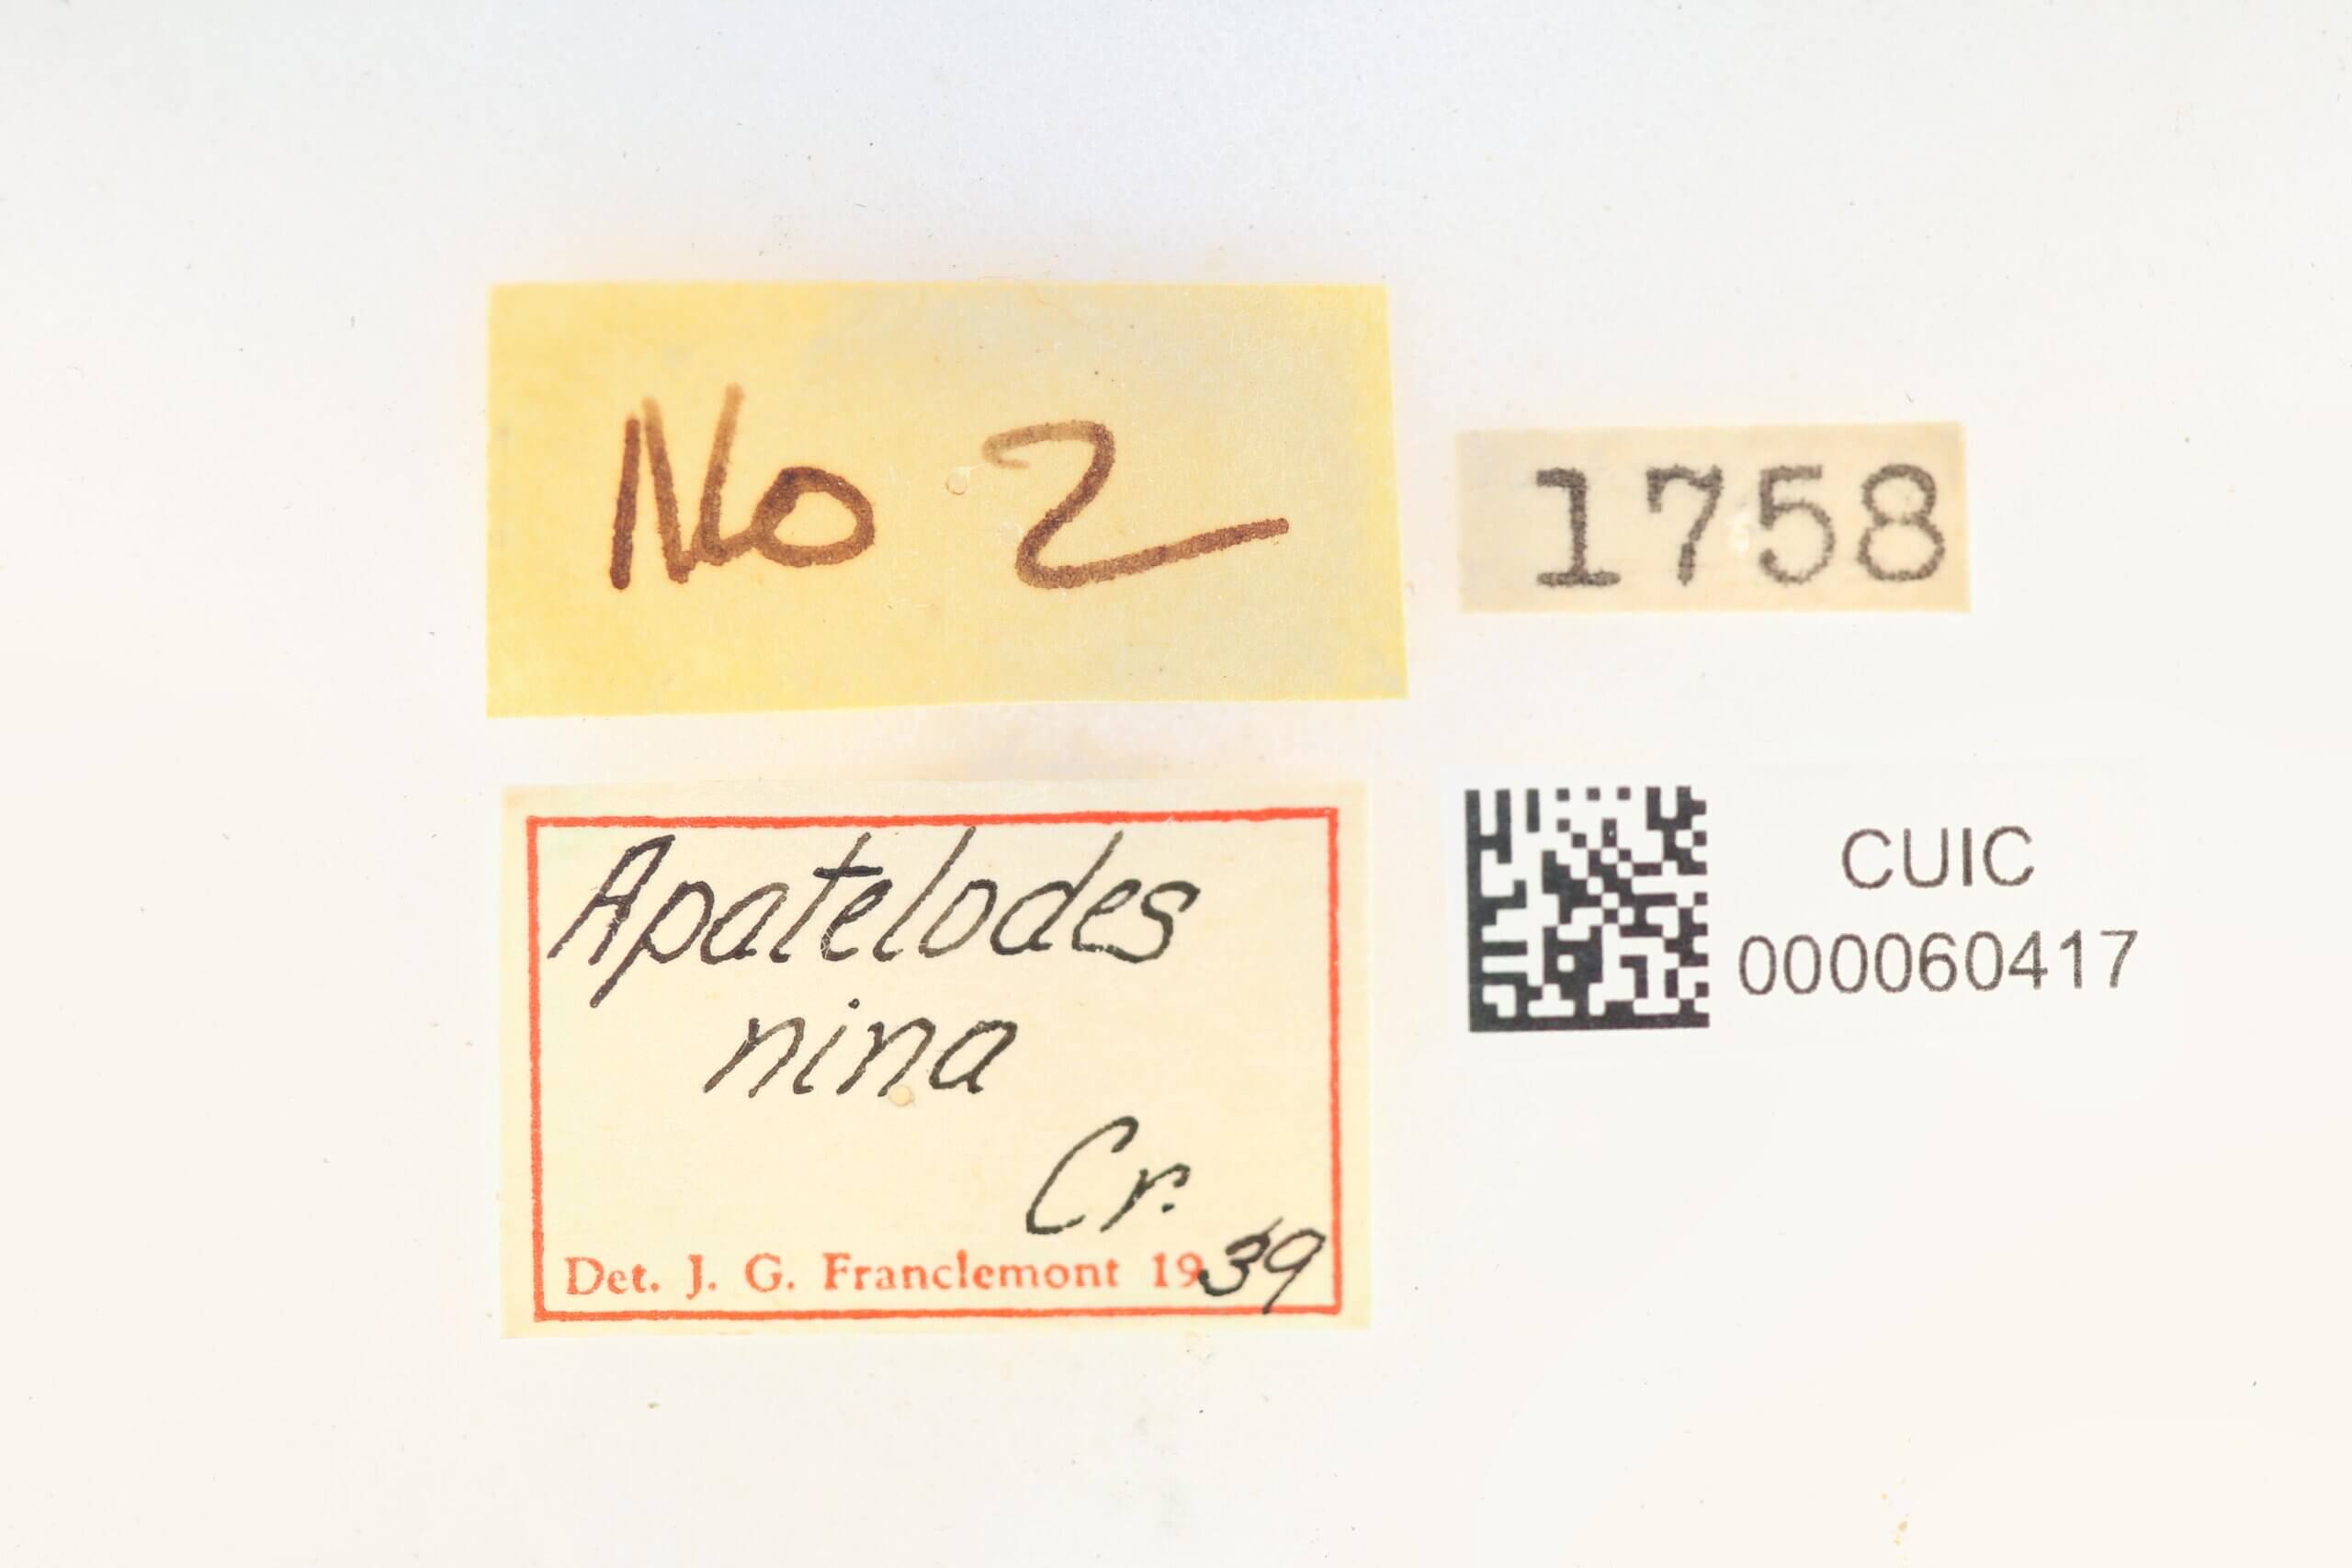 No 2
1758
Apatelodes
nina
Cr.
Det. J. G. Franclemont 1939
CUIC
000060417